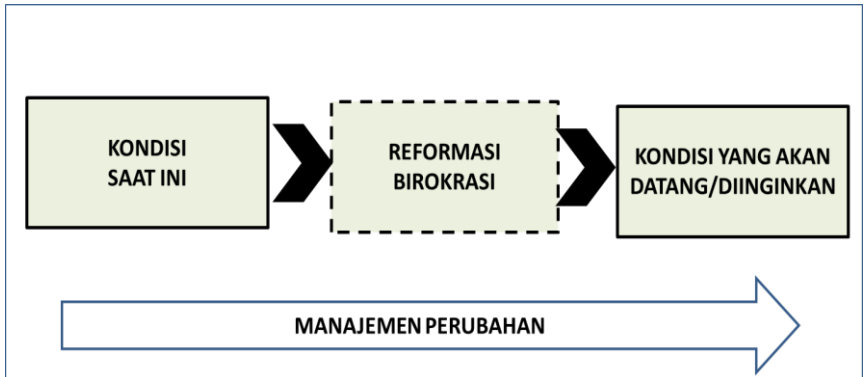 KONDISI
SAAT INI
REFORMASI
BIROKRASI
KONDISI YANG AKAN
DATANG/DIINGINKAN
MANAJEMEN PERUBAHAN